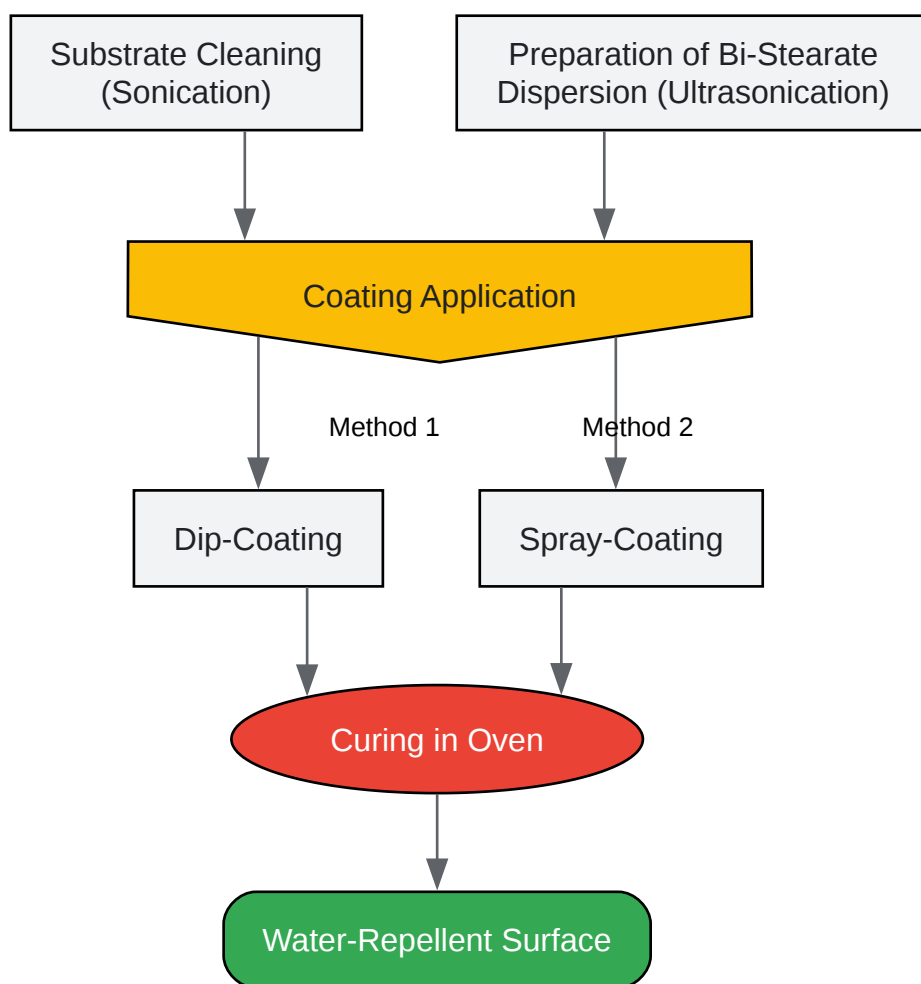 Substrate Cleaning
(Sonication)
Preparation of Bi-Stearate
Dispersion (Ultrasonication)
Coating Application
Method 1
Method 2
Dip-Coating
Spray-Coating
Curing in Oven
Water-Repellent Surface